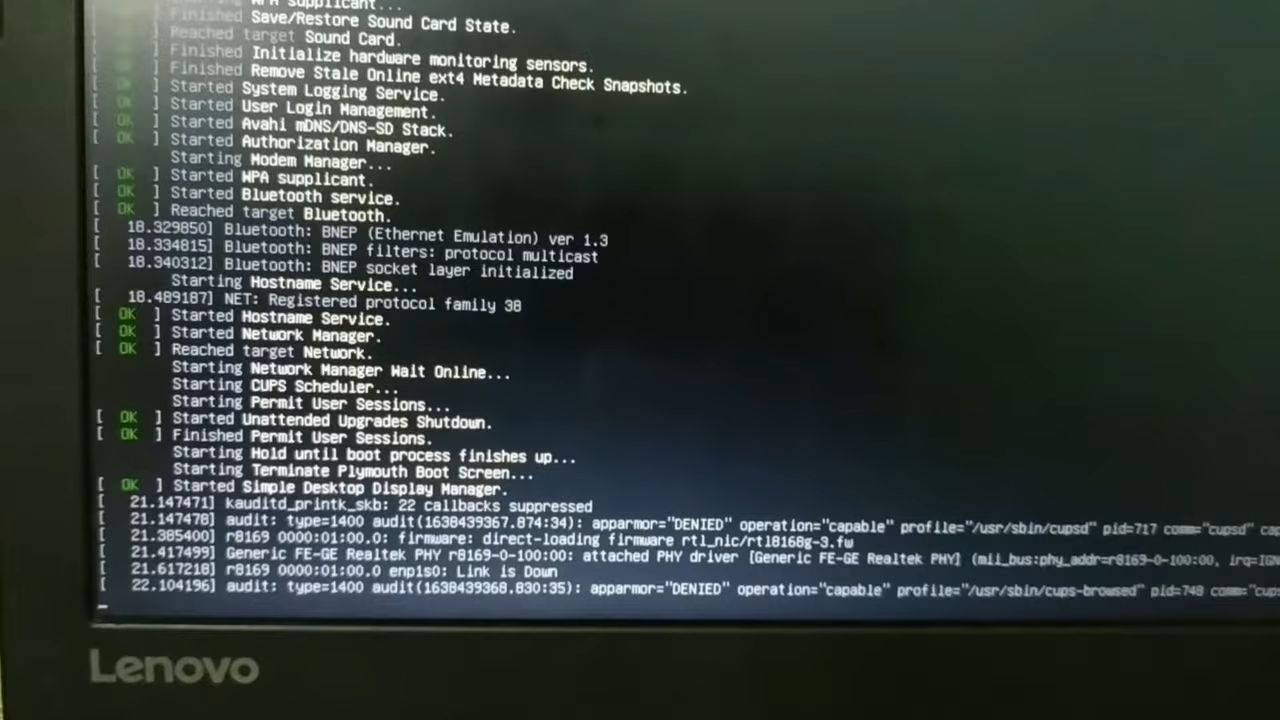 WPA supplicant...
Finished Save/Restore Sound Card State.
Reached target Sound Card.
] Finished Initialize hardware monitoring sensors.
] Finished Remove Stale Online ext4 Metadata Check Snapshots.
[ OK ] Started System Logging Service.
[ OK ] Started User Login Management.
[ OK ] Started Avahi mDNS/DNS-SD Stack.
[ OK ] Started Authorization Manager.
Starting Modem Manager...
[ OK ] Started WPA supplicant.
[ OK ] Started Bluetooth service.
[ OK ] Reached target Bluetooth.
[ 18.329850] Bluetooth: BNEP (Ethernet Emulation) ver 1.3
[ 18.334815] Bluetooth: BNEP filters: protocol multicast
[ 18.340312] Bluetooth: BNEP socket layer initialized
Starting Hostname Service...
[ 18.489187] NET: Registered protocol family 38
[ OK ] Started Hostname Service.
[ OK ] Started Network Manager.
[ OK ] Reached target Network.
Starting Network Manager Wait Online...
Starting CUPS Scheduler...
Starting Permit User Sessions...
[ OK ] Started Unattended Upgrades Shutdown.
[ OK ] Finished Permit User Sessions.
Starting Hold until boot process finishes up...
Starting Terminate Plymouth Boot Screen...
[ OK ] Started Simple Desktop Display Manager.
[ 21.147471] kauditd_printk_skb: 22 callbacks suppressed
[ 21.147478] audit: type=1400 audit(1638439367.874:34): apparmor="DENIED" operation="capable" profile="/usr/sbin/cupsd" pid=717 comm="cupsd" cap
[ 21.385400] r8169 0000:01:00.0: firmware: direct-loading firmware rtl_nic/rtl8168g-3.fw
[ 21.417499] Generic FE-GE Realtek PHY r8169-0-100:00: attached PHY driver [Generic FE-GE Realtek PHY] (mii_bus:phy_addr=r8169-0-100:00, irq=IGN
[ 21.617218] r8169 0000:01:00.0 enp1s0: Link is Down
[ 22.104196] audit: type=1400 audit(1638439368.830:35): apparmor="DENIED" operation="capable" profile="/usr/sbin/cups-browsed" pid=748 comm="cups
Lenovo